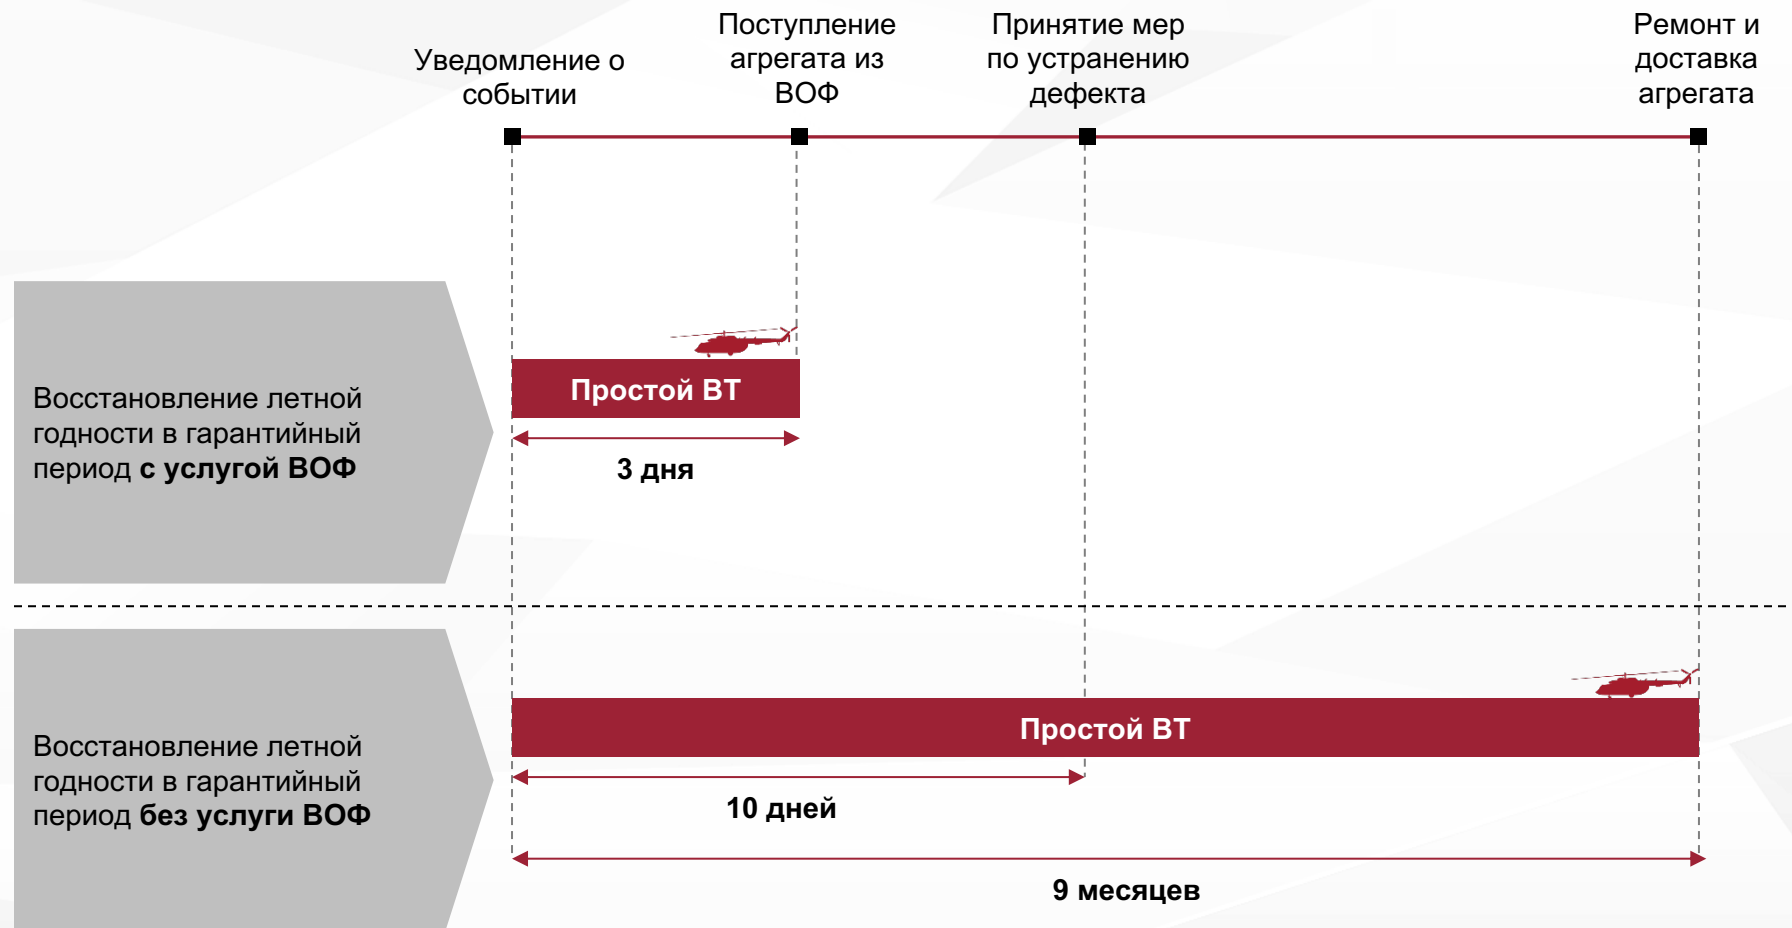 Уведомление о
событии
Поступление
агрегата из
ВОФ
Принятие мер
по устранению
дефекта
Ремонт и
доставка
агрегата
Восстановление летной
годности в гарантийный
период с услугой ВОФ
Простой ВТ
3 дня
Восстановление летной
годности в гарантийный
период без услуги ВОФ
Простой ВТ
10 дней
9 месяцев